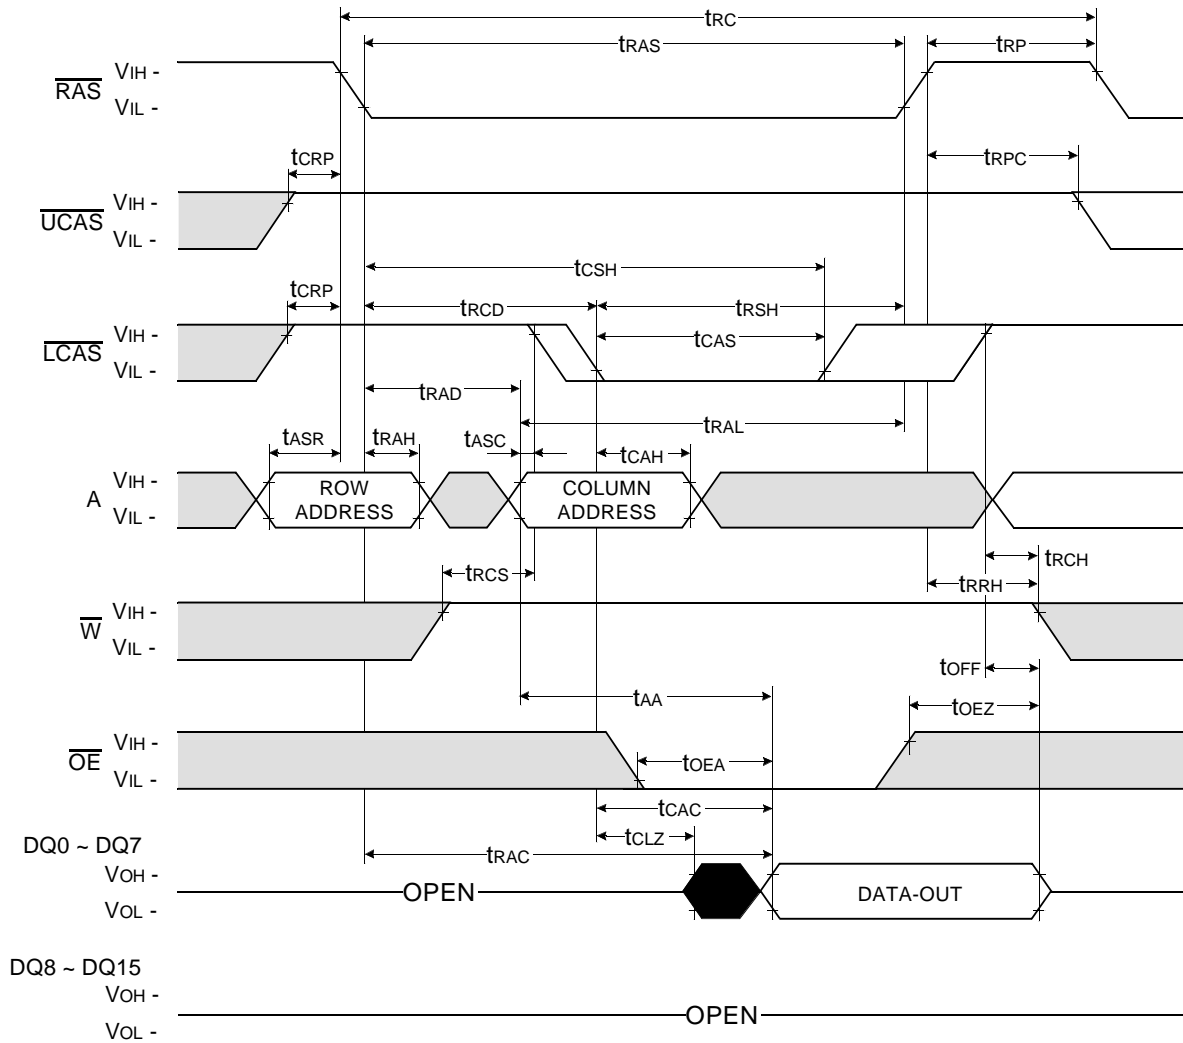 tRC
tRAS
tRP
RAS
VIH -
VIL -
tCRP
tRPC
UCAS
VIH -
VIL -
tCSH
tCRP
tRCD
tRSH
LCAS
VIH -
VIL -
tCAS
tRAD
tRAL
tASR
tRAH
tASC
tCAH
A
VIH -
VIL -
ROW
ADDRESS
COLUMN
ADDRESS
tRCS
tRCH
tRRH
W
VIH -
VIL -
tOFF
tAA
tOEZ
OE
VIH -
VIL -
tOEA
tCAC
tCLZ
tRAC
DQ0 ~ DQ7
VOH -
VOL -
OPEN
DATA-OUT
DQ8 ~ DQ15
VOH -
VOL -
OPEN